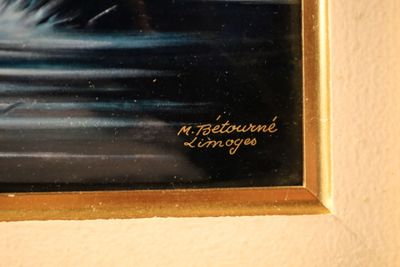 M. Bétourné
Limoges